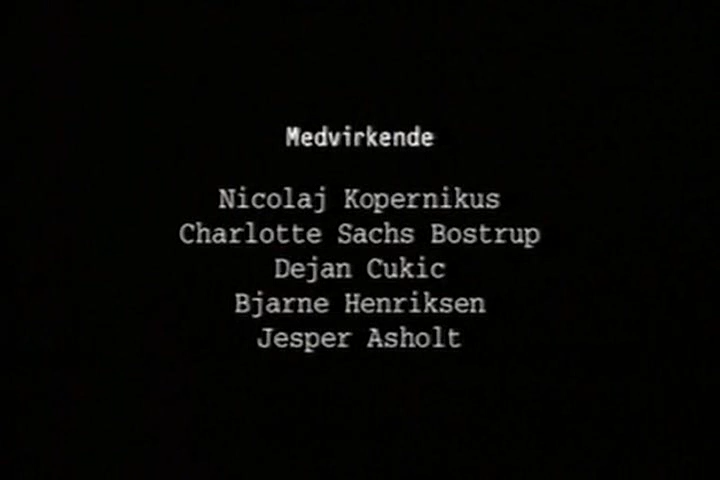 Medvirkende
Nicolaj Kopernikus
Charlotte Sachs Bostrup
Dejan Cukic
Bjarne Henriksen
Jesper Asholt